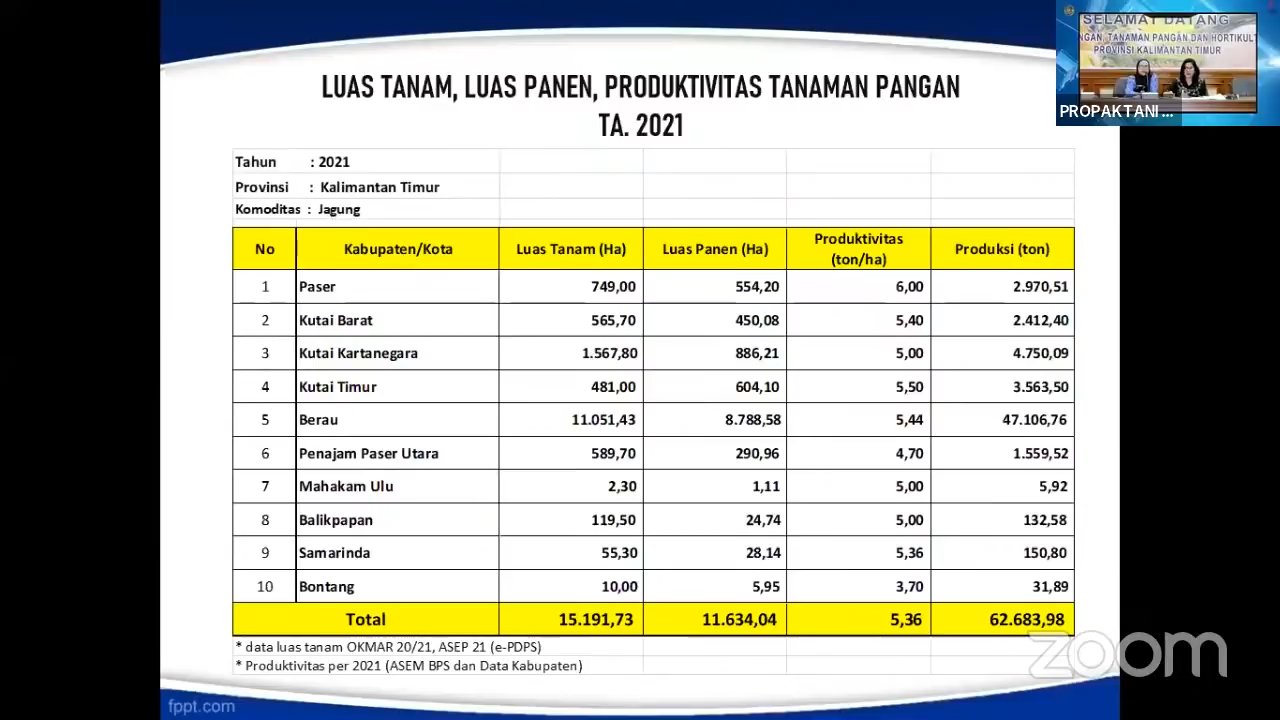 SELAMAT DATANG
NGAN, TANAMAN PANGAN DAN HORTIKULT
PROVINSI KALIMANTAN TIMUR
PROPAKTANI ...
LUAS TANAM, LUAS PANEN, PRODUKTIVITAS TANAMAN PANGAN
TA. 2021
Tahun : 2021
Provinsi : Kalimantan Timur
Komoditas : Jagung
No Kabupaten/Kota Luas Tanam (Ha) Luas Panen (Ha) Produktivitas (ton/ha) Produksi (ton)
1 Paser 749,00 554,20 6,00 2.970,51
2 Kutai Barat 565,70 450,08 5,40 2.412,40
3 Kutai Kartanegara 1.567,80 886,21 5,00 4.750,09
4 Kutai Timur 481,00 604,10 5,50 3.563,50
5 Berau 11.051,43 8.788,58 5,44 47.106,76
6 Penajam Paser Utara 589,70 290,96 4,70 1.559,52
7 Mahakam Ulu 2,30 1,11 5,00 5,92
8 Balikpapan 119,50 24,74 5,00 132,58
9 Samarinda 55,30 28,14 5,36 150,80
10 Bontang 10,00 5,95 3,70 31,89
Total 15.191,73 11.634,04 5,36 62.683,98
* data luas tanam OKMAR 20/21, ASEP 21 (e-PDPS)
* Produktivitas per 2021 (ASEM BPS dan Data Kabupaten)
zoom
fppt.com